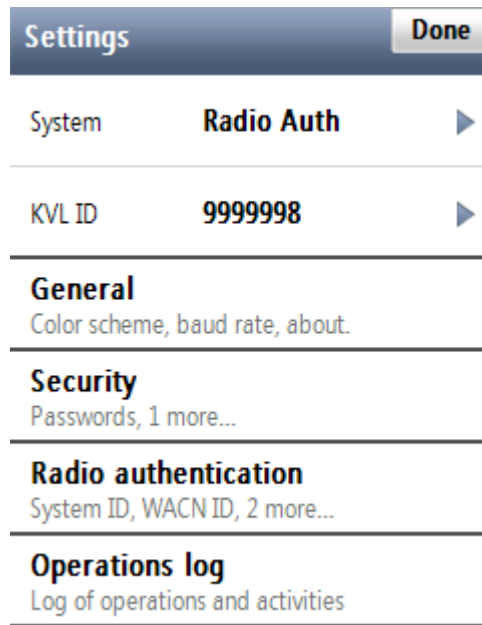 Settings Done
System Radio Auth
KVL ID 9999998
General
Color scheme, baud rate, about.
Security
Passwords, 1 more...
Radio authentication
System ID, WACN ID, 2 more...
Operations log
Log of operations and activities